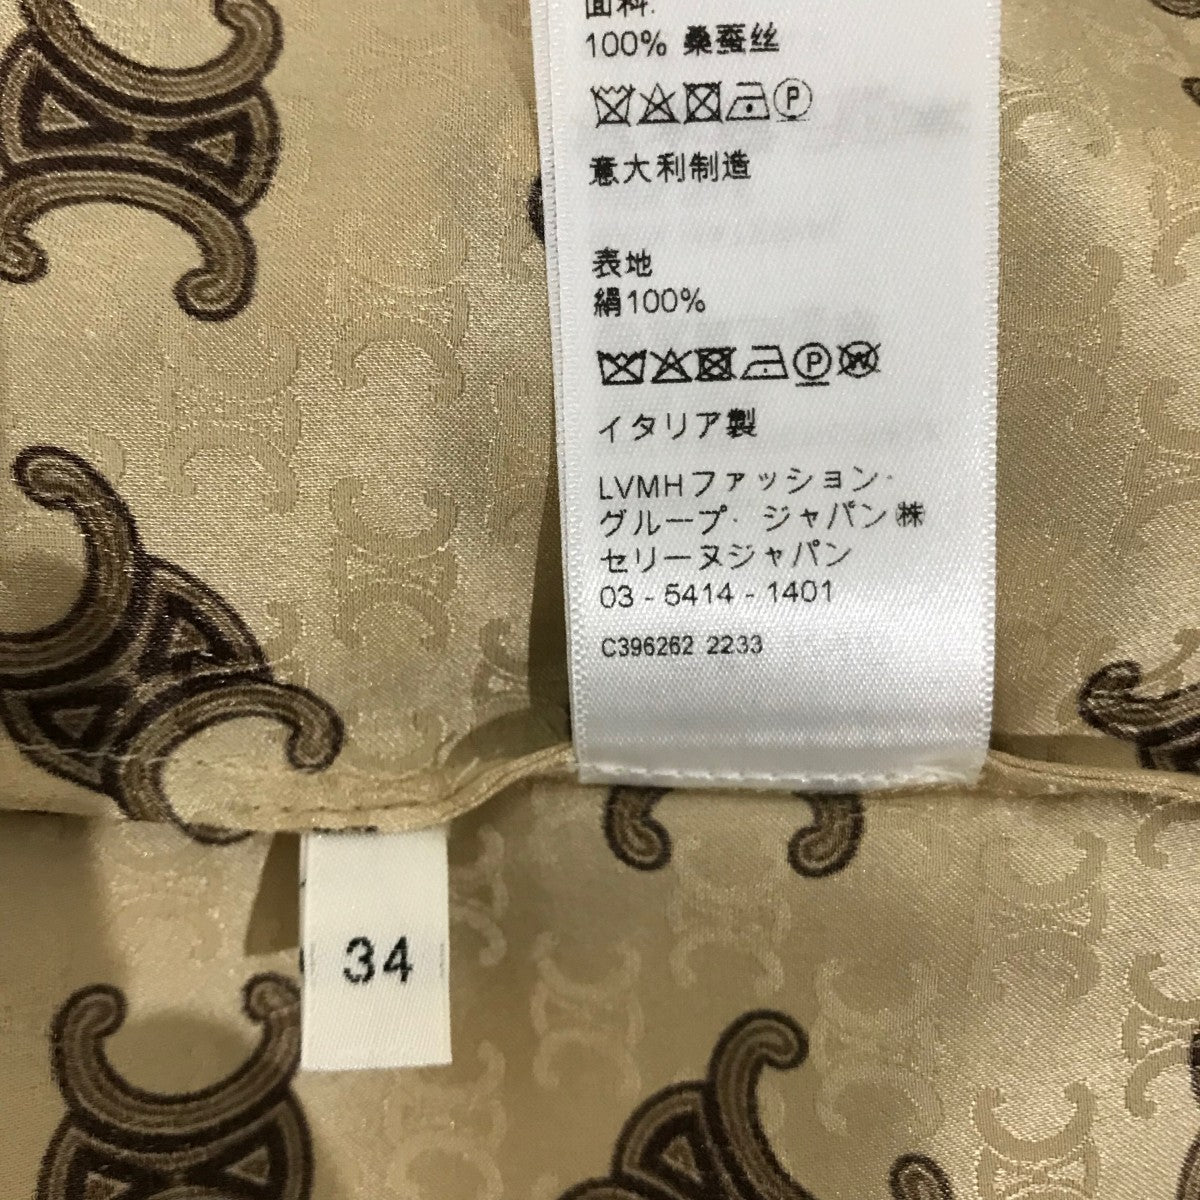 面料:
100% 桑蚕丝
P
意大利制造
表地
絹100%
P W
イタリア製
LVMHファッション・
グループ・ジャパン㈱
セリーヌジャパン
03 - 5414 - 1401
C396262 2233
34